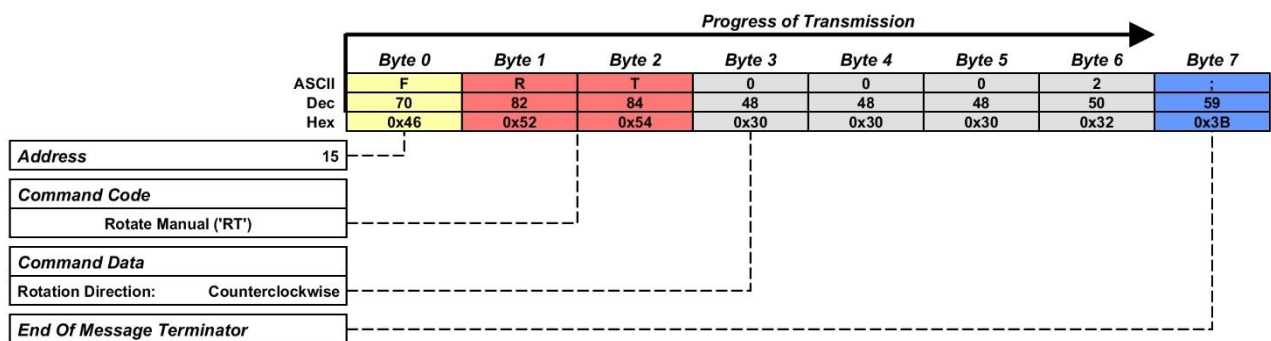 Progress of Transmission
Byte 0 Byte 1 Byte 2 Byte 3 Byte 4 Byte 5 Byte 6 Byte 7
ASCII F R T 0 0 0 2 ;
Dec 70 82 84 48 48 48 50 59
Hex 0x46 0x52 0x54 0x30 0x30 0x30 0x32 0x3B
Address 15
Command Code
Rotate Manual ('RT')
Command Data
Rotation Direction: Counterclockwise
End Of Message Terminator